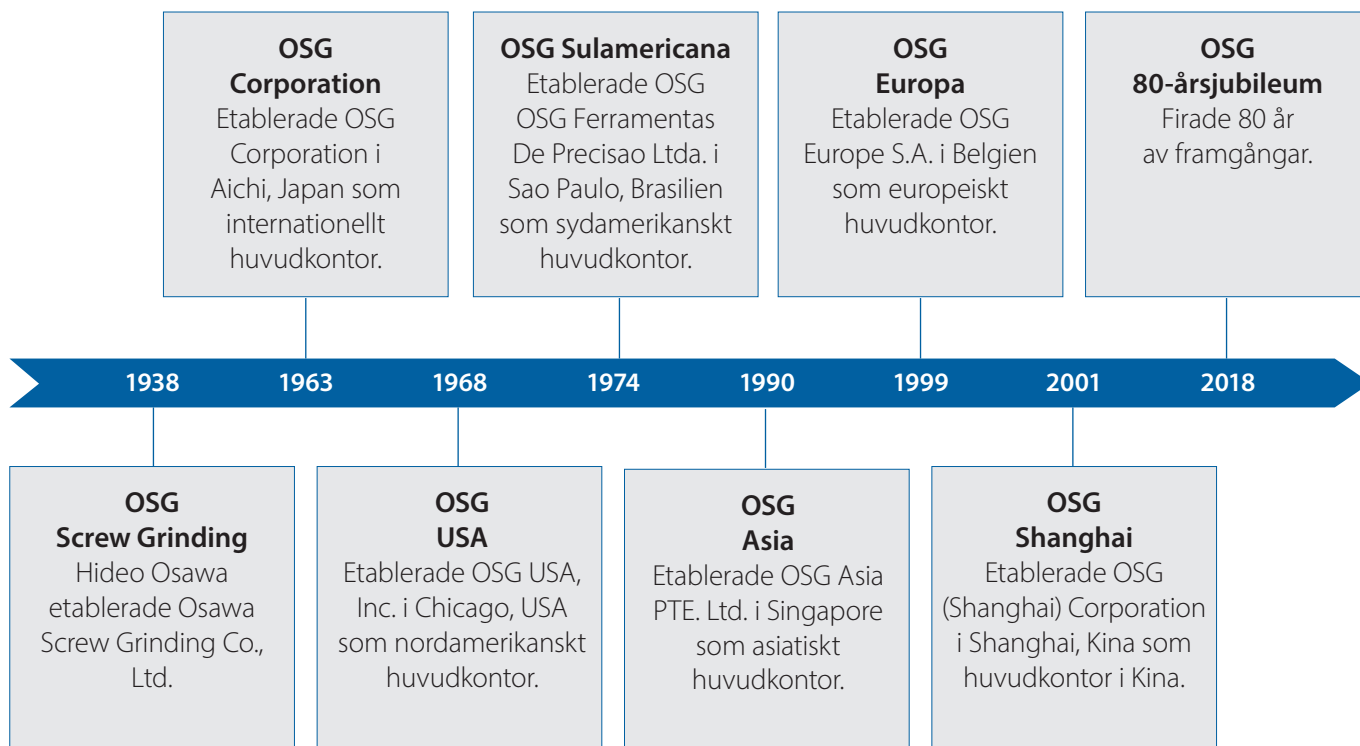 OSG
Corporation
Etablerade OSG
Corporation i
Aichi, Japan som
internationellt
huvudkontor.
OSG Sulamericana
Etablerade OSG
OSG Ferramentas
De Precisao Ltda. i
Sao Paulo, Brasilien
som sydamerikanskt
huvudkontor.
OSG
Europa
Etablerade OSG
Europe S.A. i Belgien
som europeiskt
huvudkontor.
OSG
80-årsjubileum
Firade 80 år
av framgångar.
1938 1963 1968 1974 1990 1999 2001 2018
OSG
Screw Grinding
Hideo Osawa
etablerade Osawa
Screw Grinding Co.,
Ltd.
OSG
USA
Etablerade OSG USA,
Inc. i Chicago, USA
som nordamerikanskt
huvudkontor.
OSG
Asia
Etablerade OSG Asia
PTE. Ltd. i Singapore
som asiatiskt
huvudkontor.
OSG
Shanghai
Etablerade OSG
(Shanghai) Corporation
i Shanghai, Kina som
huvudkontor i Kina.